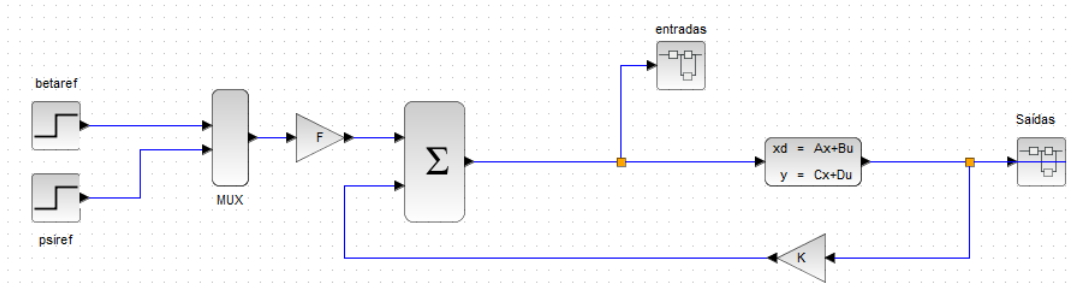 entradas
betaref
F
Σ
MUX
psiref
xd = Ax+Bu
y = Cx+Du
Saídas
K